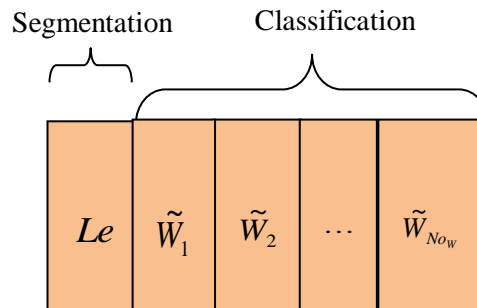 Segmentation Classification
Le W̃₁ W̃₂ … W̃_{No_W}